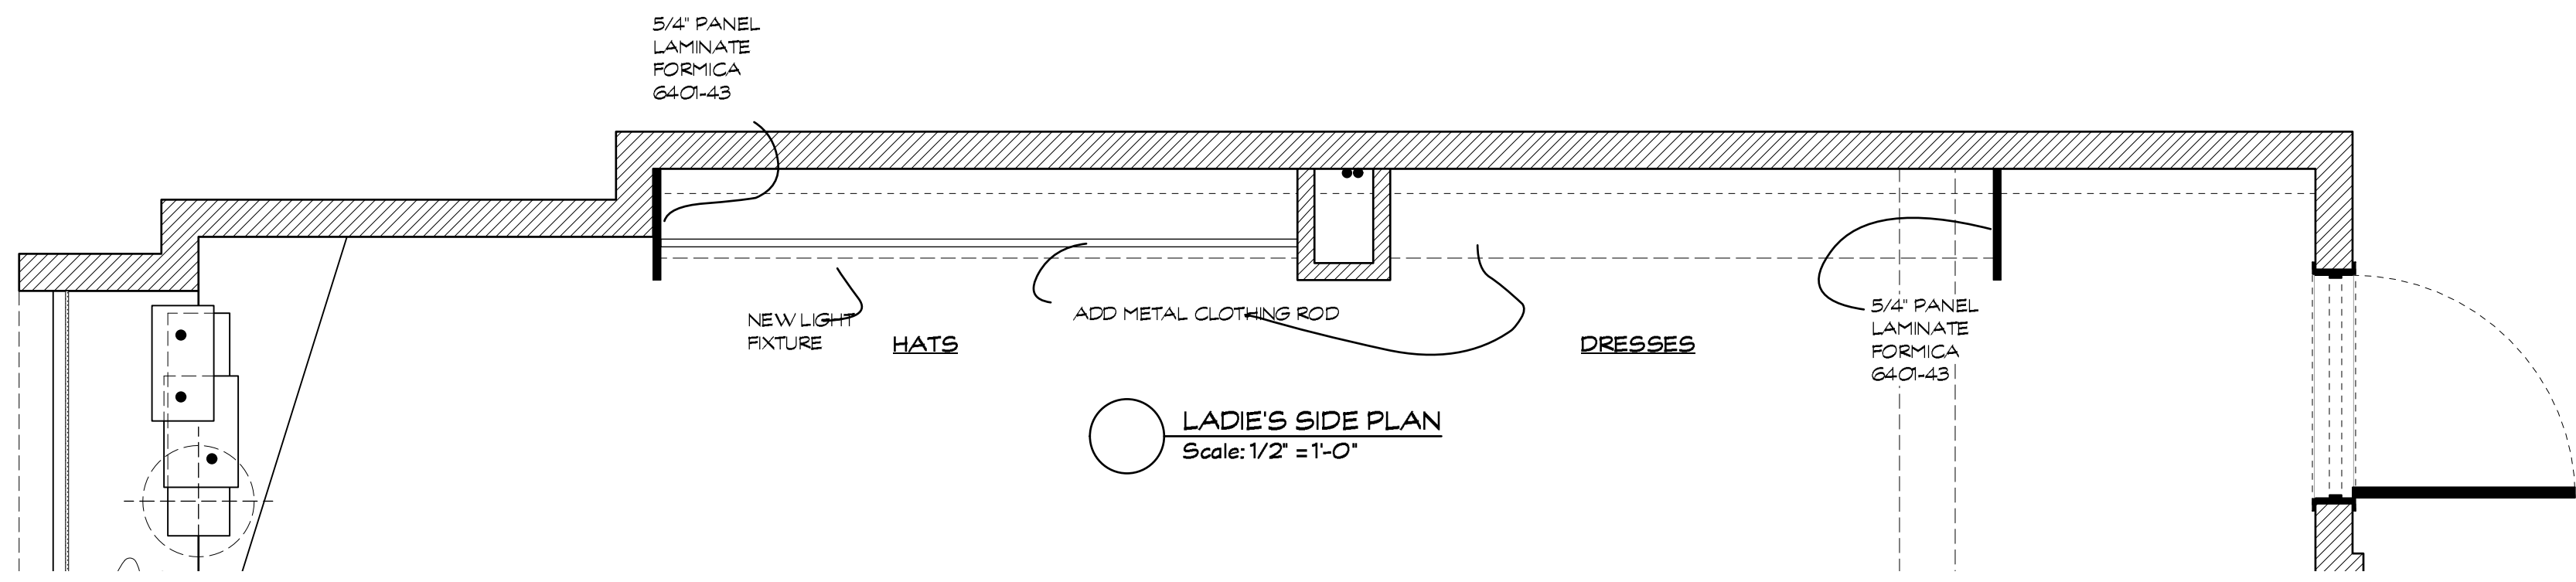 5/4" PANEL
LAMINATE
FORMICA
6401-43
NEW LIGHT
FIXTURE
HATS
ADD METAL CLOTHING ROD
DRESSES
5/4" PANEL
LAMINATE
FORMICA
6401-43
LADIE'S SIDE PLAN
Scale: 1/2" = 1'-0"